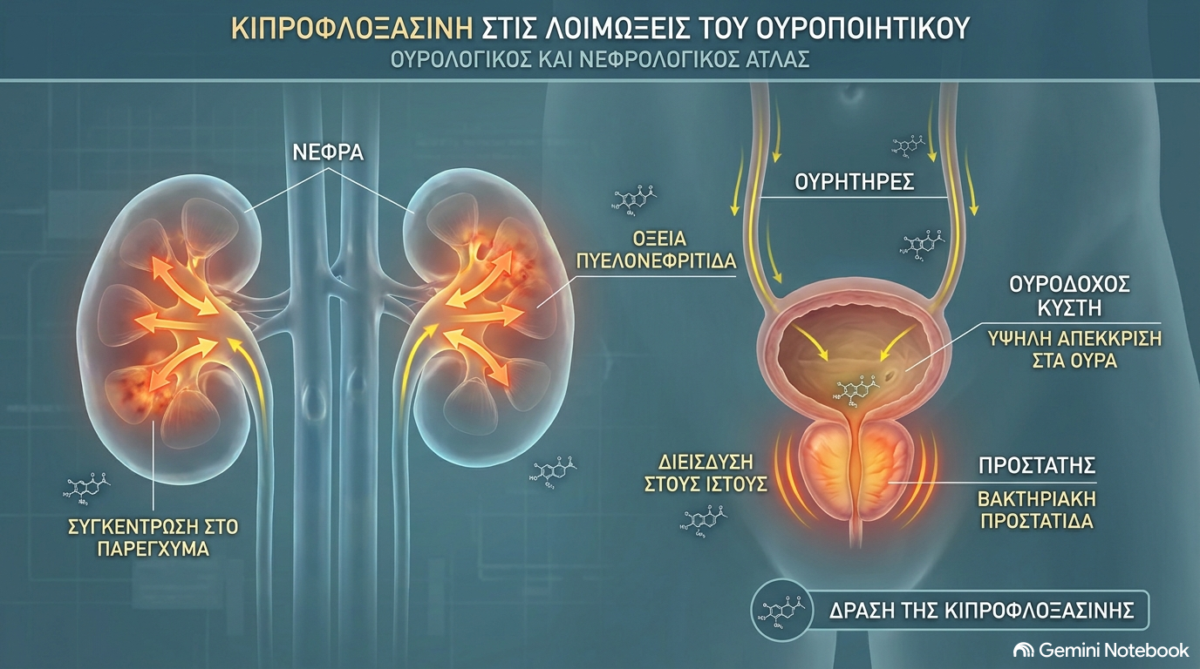 ΚΙΠΡΟΦΛΟΞΑΣΙΝΗ ΣΤΙΣ ΛΟΙΜΩΞΕΙΣ ΤΟΥ ΟΥΡΟΠΟΙΗΤΙΚΟΥ
ΟΥΡΟΛΟΓΙΚΟΣ ΚΑΙ ΝΕΦΡΟΛΟΓΙΚΟΣ ΑΤΛΑΣ
ΝΕΦΡΑ
ΟΞΕΙΑ
ΠΥΕΛΟΝΕΦΡΙΤΙΔΑ
ΣΥΓΚΕΝΤΡΩΣΗ ΣΤΟ
ΠΑΡΕΓΧΥΜΑ
ΟΥΡΗΤΗΡΕΣ
ΟΥΡΟΔΟΧΟΣ
ΚΥΣΤΗ
ΥΨΗΛΗ ΑΠΕΚΚΡΙΣΗ
ΣΤΑ ΟΥΡΑ
ΔΙΕΙΣΔΥΣΗ
ΣΤΟΥΣ ΙΣΤΟΥΣ
ΠΡΟΣΤΑΤΗΣ
ΒΑΚΤΗΡΙΑΚΗ
ΠΡΟΣΤΑΤΙΔΑ
ΔΡΑΣΗ ΤΗΣ ΚΙΠΡΟΦΛΟΞΑΣΙΝΗΣ
Gemini Notebook